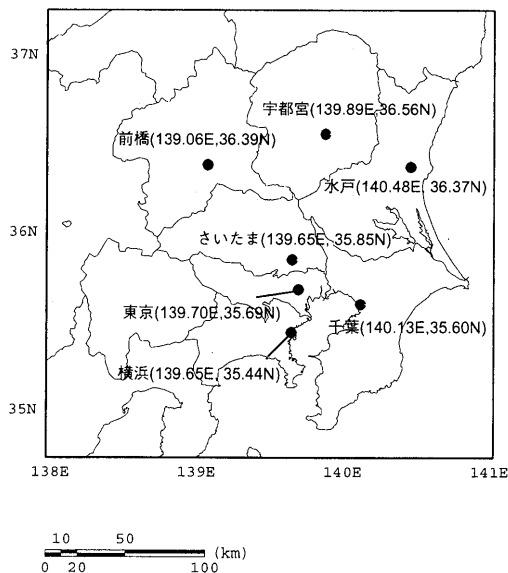 37N
宇都宮(139.89E,36.56N)
前橋(139.06E,36.39N)
水戸(140.48E, 36.37N)
36N
さいたま(139.65E, 35.85N)
東京(139.70E,35.69N)
千葉(140.13E,35.60N)
横浜(139.65E, 35.44N)
35N
138E 139E 140E 141E
10 50
(km)
0 20 100